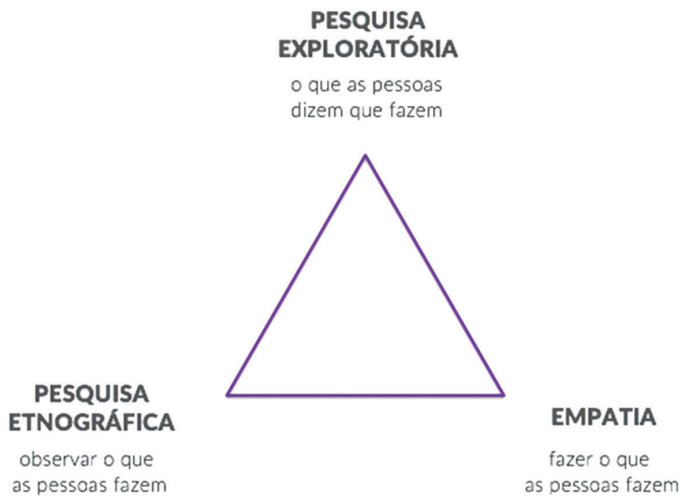 PESQUISA
EXPLORATÓRIA
o que as pessoas
dizem que fazem
PESQUISA
ETNOGRÁFICA
observar o que
as pessoas fazem
EMPATIA
fazer o que
as pessoas fazem